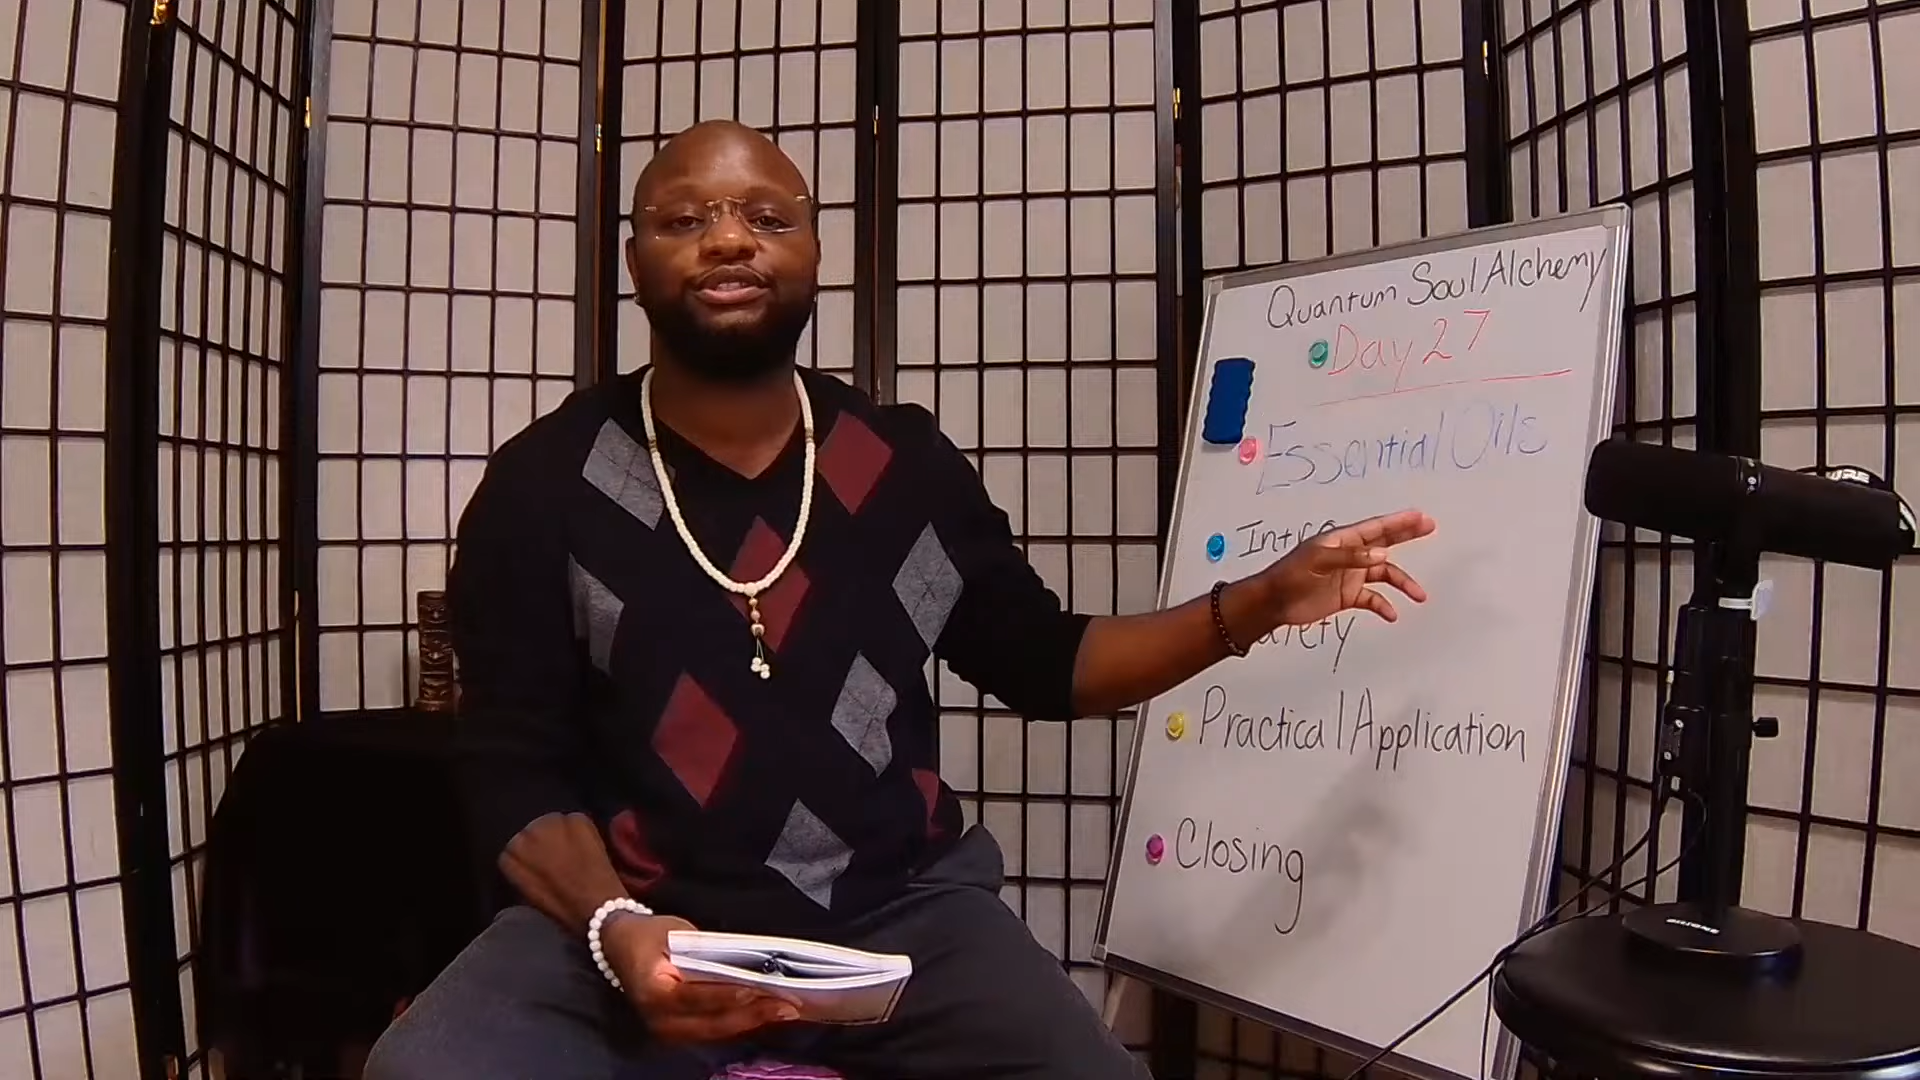 Quantum Soul Alchemy
Day 27
Essential Oils
Practical Application
Closing